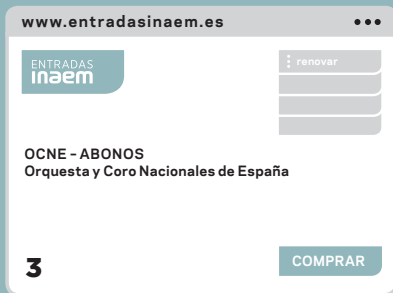 www.entradasinaem.es
ENTRADAS
inaem
renovar
OCNE - ABONOS
Orquesta y Coro Nacionales de España
3
COMPRAR